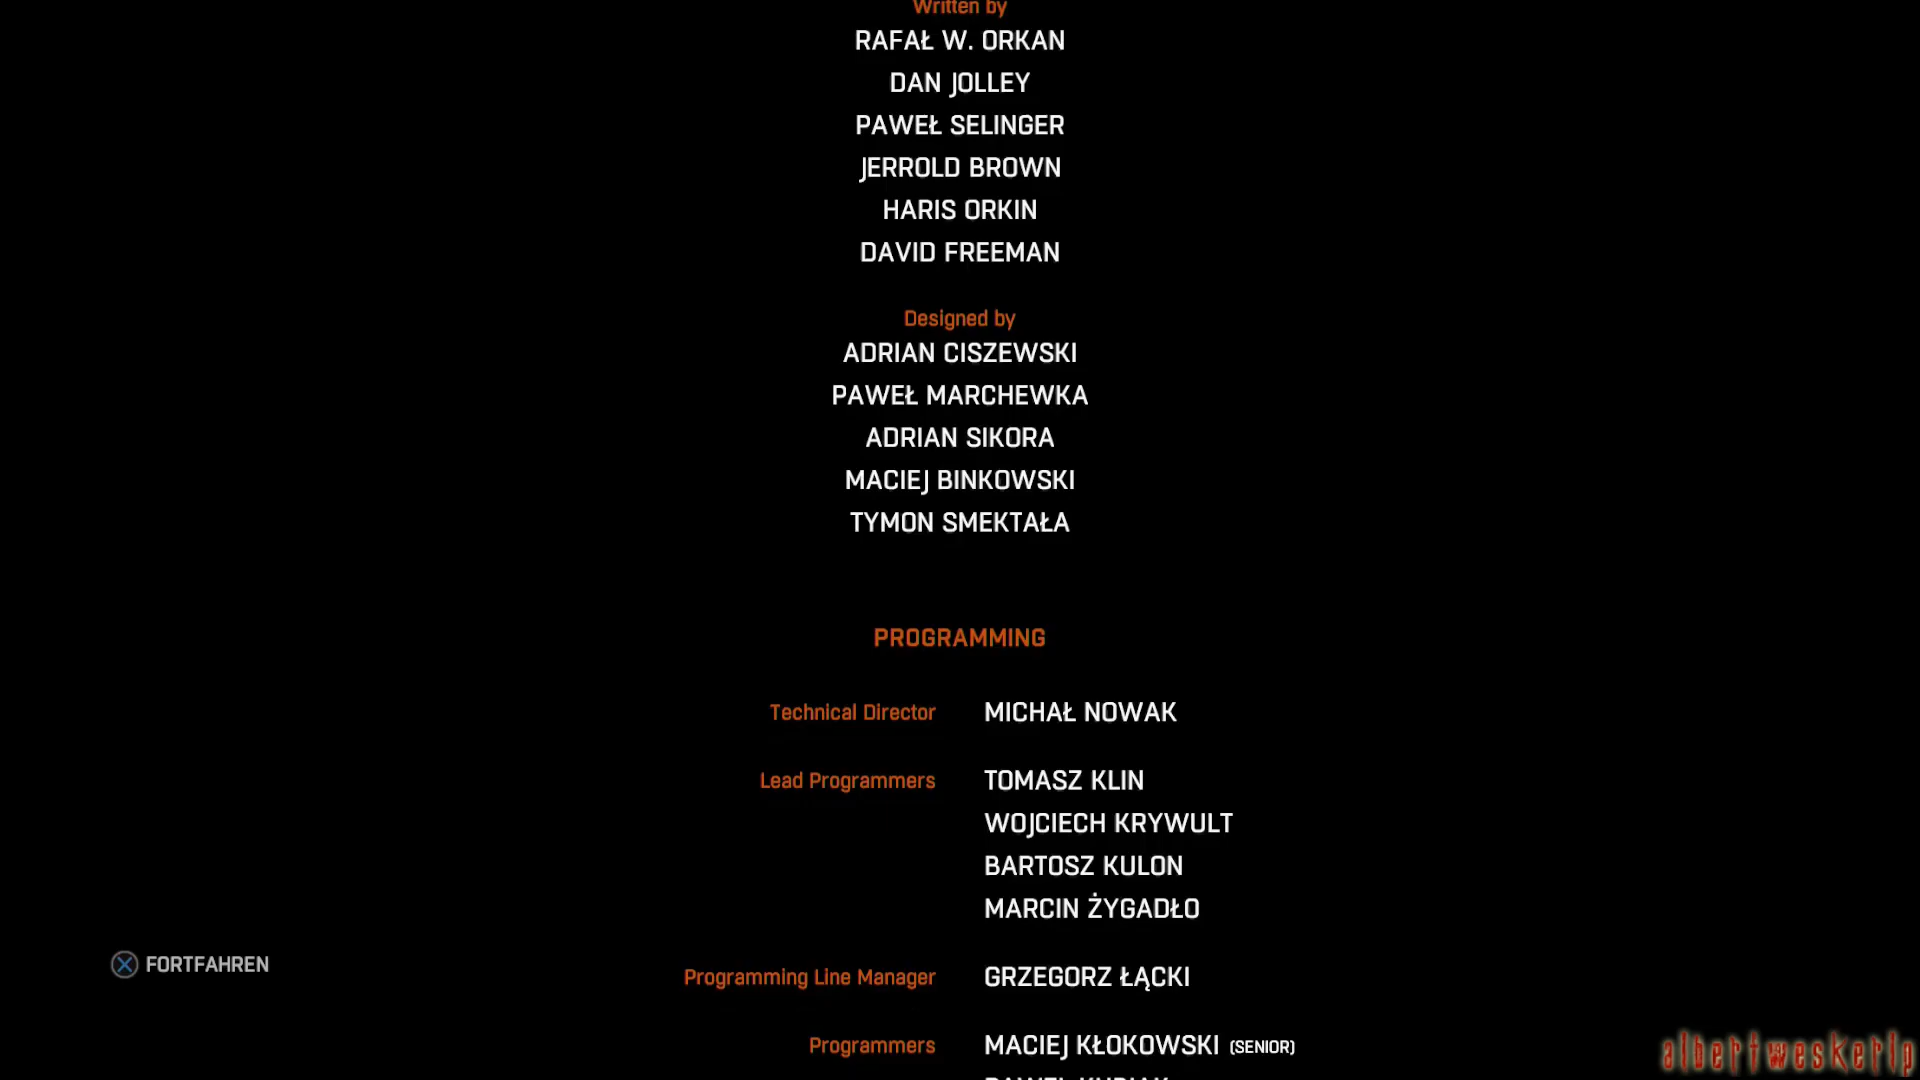 Written by
RAFAŁ W. ORKAN
DAN JOLLEY
PAWEŁ SELINGER
JERROLD BROWN
HARIS ORKIN
DAVID FREEMAN
Designed by
ADRIAN CISZEWSKI
PAWEŁ MARCHEWKA
ADRIAN SIKORA
MACIEJ BINKOWSKI
TYMON SMEKTAŁA
PROGRAMMING
Technical Director MICHAŁ NOWAK
Lead Programmers TOMASZ KLIN
WOJCIECH KRYWULT
BARTOSZ KULON
MARCIN ŻYGADŁO
FORTFAHREN
Programming Line Manager GRZEGORZ ŁĄCKI
Programmers MACIEJ KŁOKOWSKI (SENIOR)
albertweskerlp